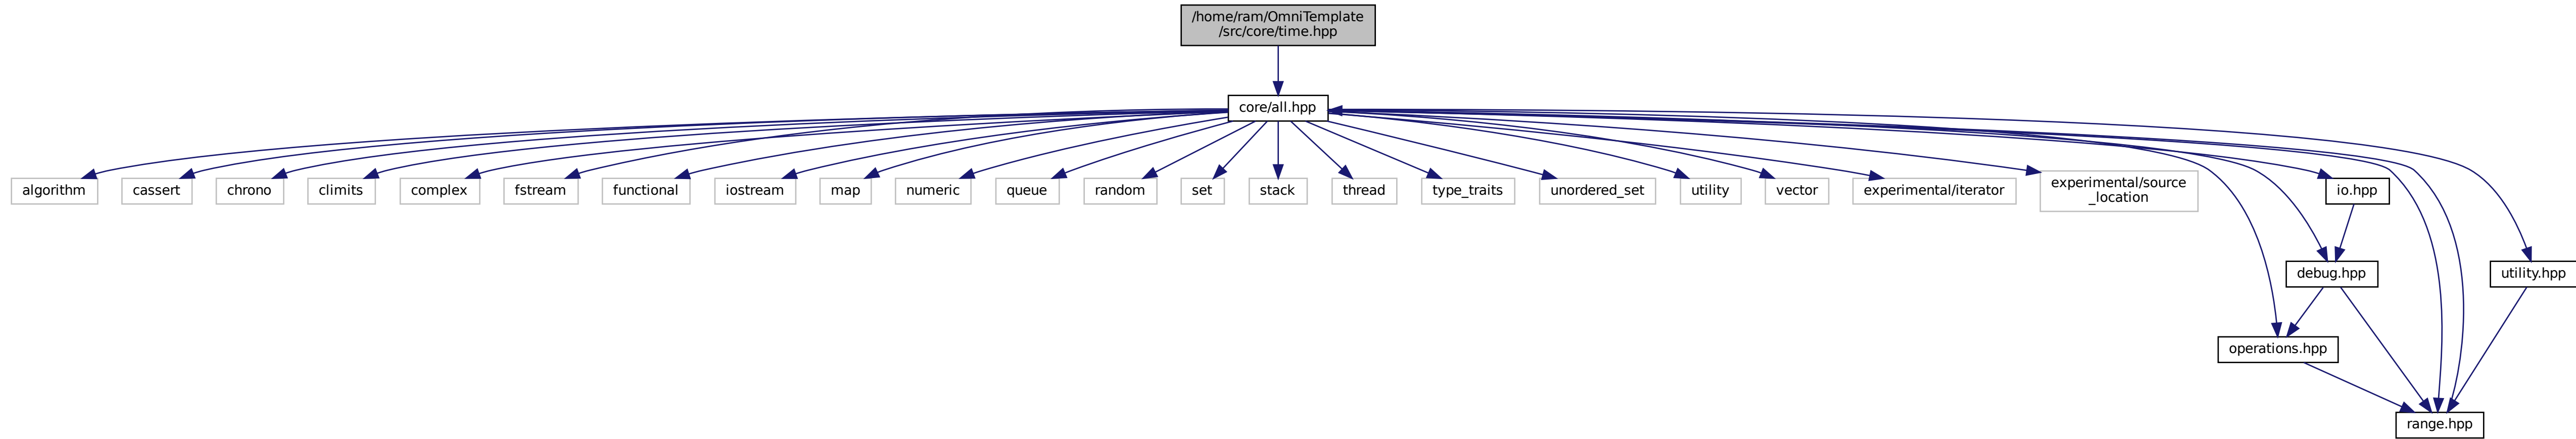 /home/ram/OmniTemplate
/src/core/time.hpp
core/all.hpp
algorithm
cassert
chrono
climits
complex
fstream
functional
iostream
map
numeric
queue
random
set
stack
thread
type_traits
unordered_set
utility
vector
experimental/iterator
experimental/source
_location
io.hpp
debug.hpp
utility.hpp
operations.hpp
range.hpp